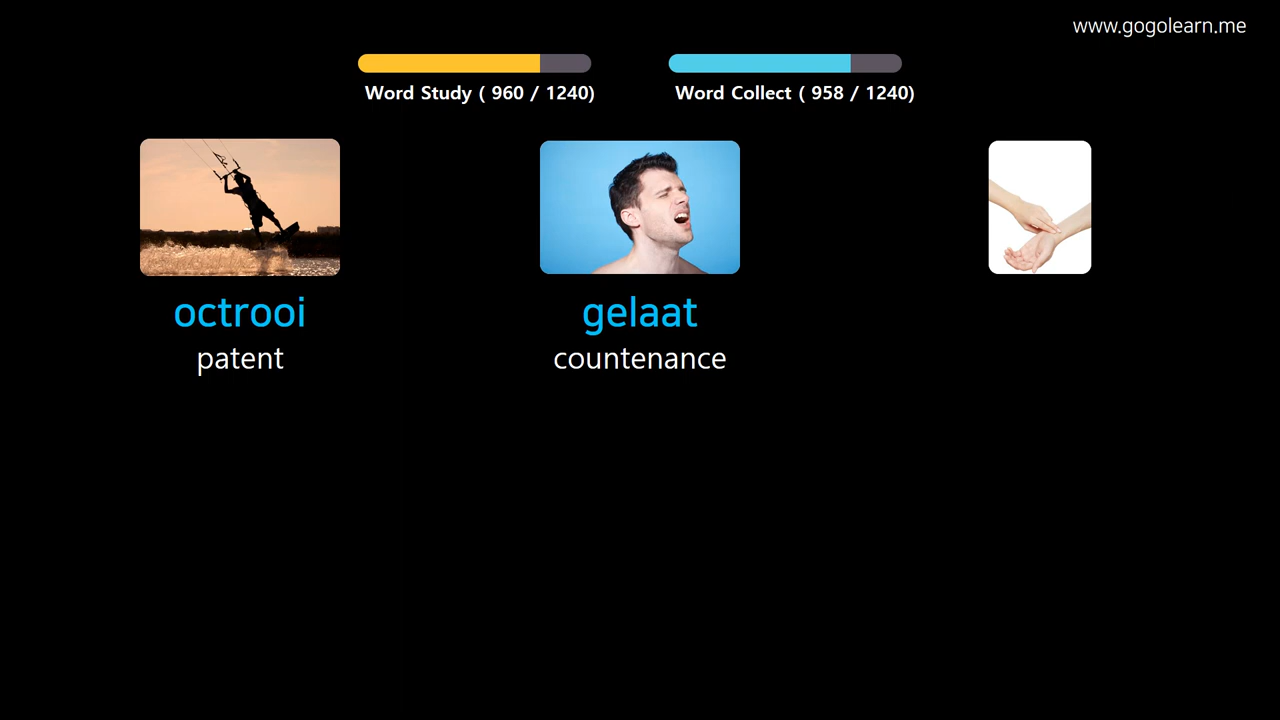 www.gogolearn.me
Word Study ( 960 / 1240)
Word Collect ( 958 / 1240)
octrooi
patent
gelaat
countenance